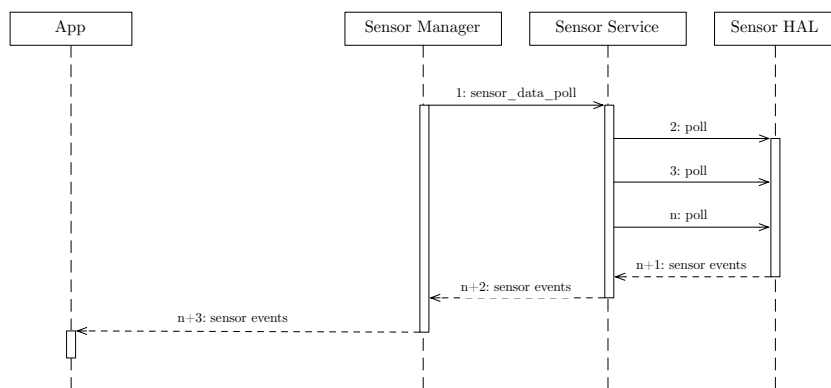 App
Sensor Manager
Sensor Service
Sensor HAL
1: sensor_data_poll
2: poll
3: poll
n: poll
n+1: sensor events
n+2: sensor events
n+3: sensor events